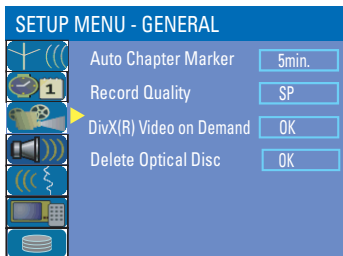 SETUP MENU - GENERAL
Auto Chapter Marker 5min.
1
Record Quality SP
DivX(R) Video on Demand OK
Delete Optical Disc OK